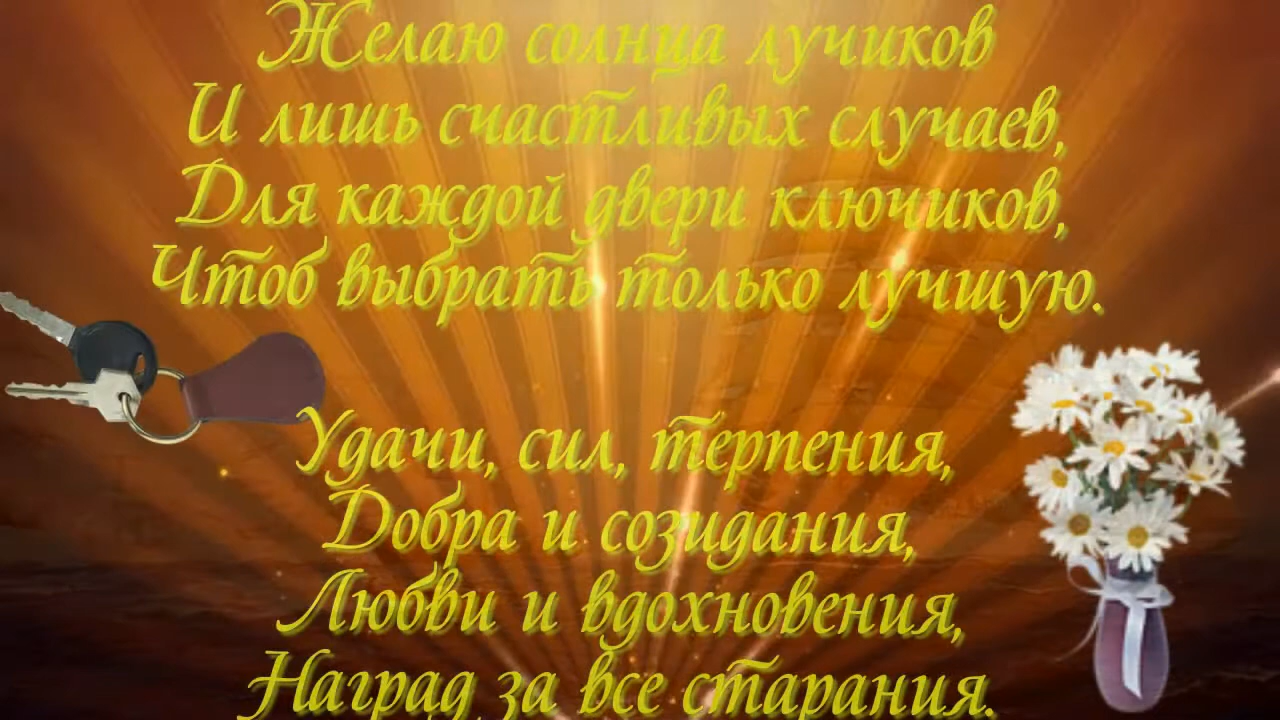 Желаю солнца лучиков
И лишь счастливых случаев,
Для каждой двери ключиков,
Чтоб выбрать только лучшую.
Удачи, сил, терпения,
Добра и созидания,
Любви и вдохновения,
Наград за все старания.